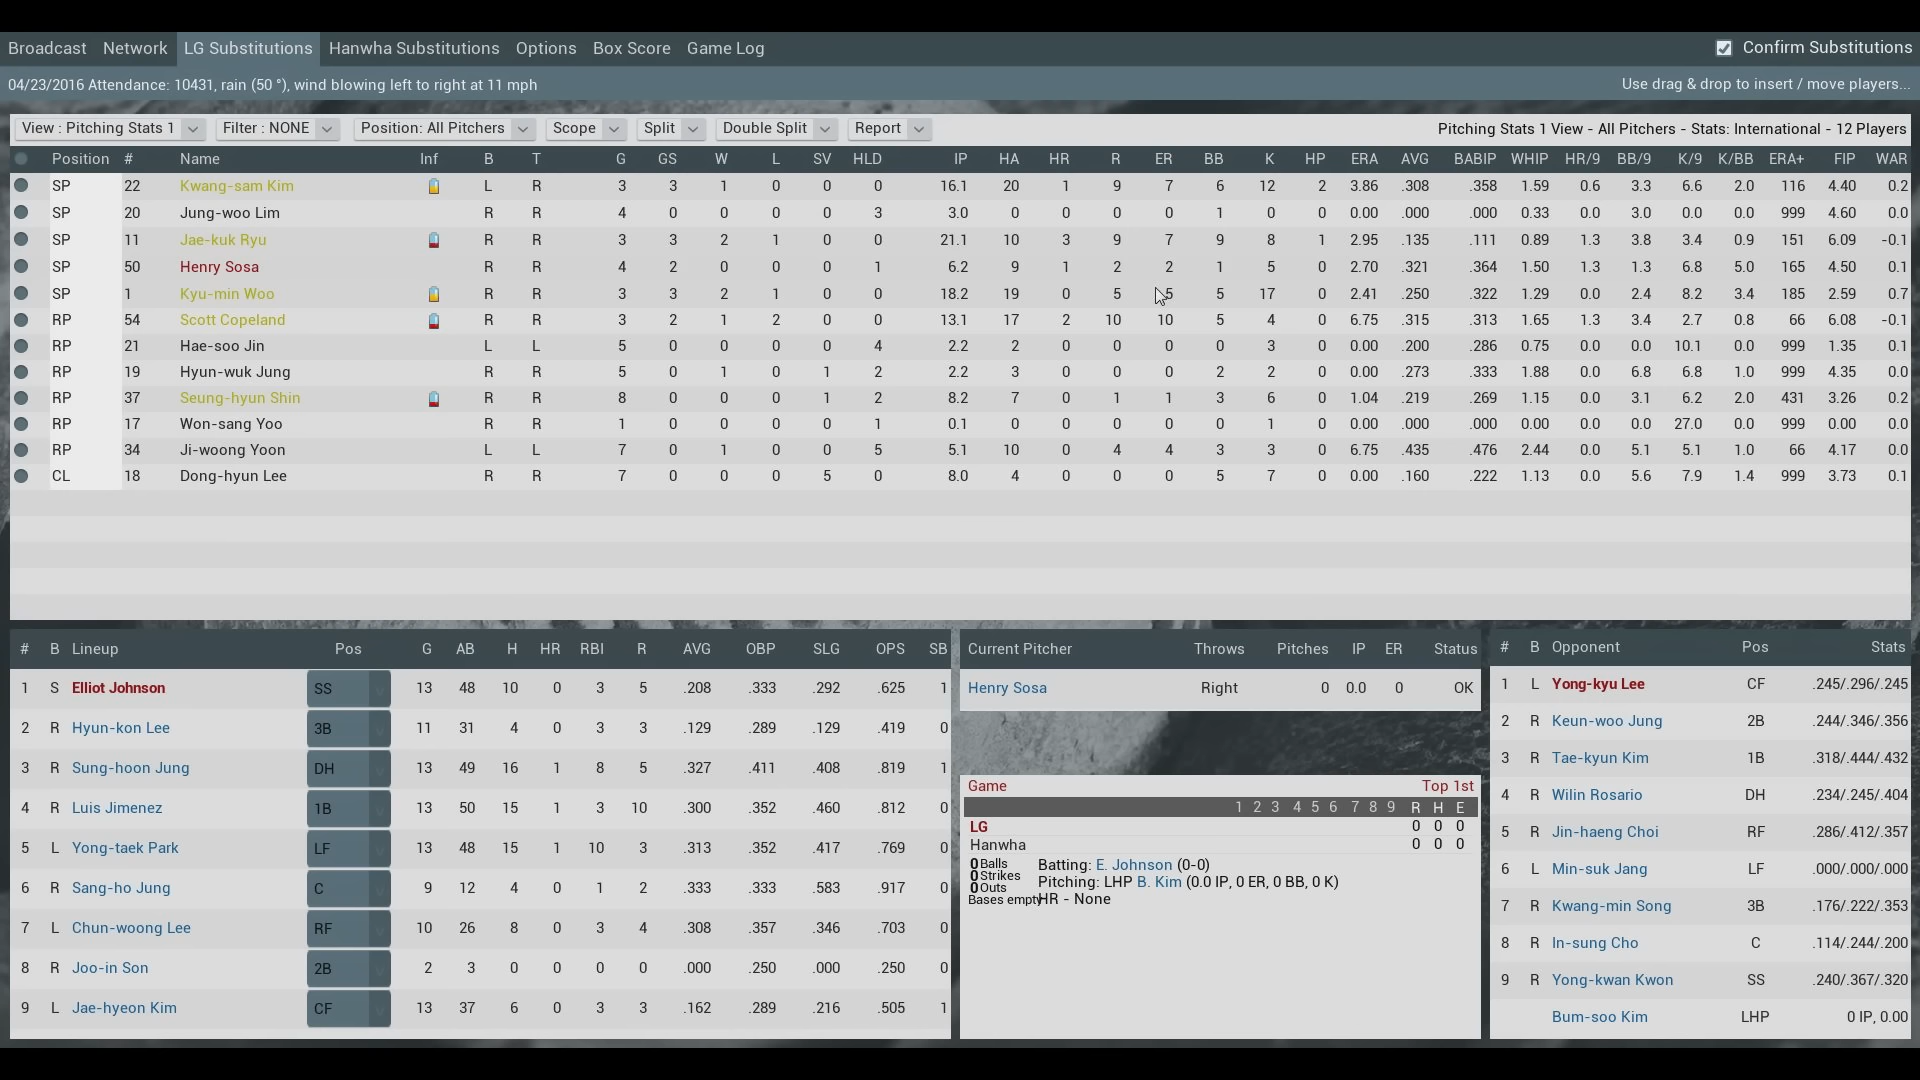 Broadcast Network LG Substitutions Hanwha Substitutions Options Box Score Game Log Confirm Substitutions
04/23/2016 Attendance: 10431, rain (50 °), wind blowing left to right at 11 mph Use drag & drop to insert / move players...
View : Pitching Stats 1 Filter : NONE Position: All Pitchers Scope Split Double Split Report Pitching Stats 1 View - All Pitchers - Stats: International - 12 Players
Position # Name Inf B T G GS W L SV HLD IP HA HR R ER BB K HP ERA AVG BABIP WHIP HR/9 BB/9 K/9 K/BB ERA+ FIP WAR
SP 22 Kwang-sam Kim L R 3 3 1 0 0 0 16.1 20 1 9 7 6 12 2 3.86 .308 .358 1.59 0.6 3.3 6.6 2.0 116 4.40 0.2
SP 20 Jung-woo Lim R R 4 0 0 0 0 3 3.0 0 0 0 0 1 0 0 0.00 .000 .000 0.33 0.0 3.0 0.0 0.0 999 4.60 0.0
SP 11 Jae-kuk Ryu R R 3 3 2 1 0 0 21.1 10 3 9 7 9 8 1 2.95 .135 .111 0.89 1.3 3.8 3.4 0.9 151 6.09 -0.1
SP 50 Henry Sosa R R 4 2 0 0 0 1 6.2 9 1 2 2 1 5 0 2.70 .321 .364 1.50 1.3 1.3 6.8 5.0 165 4.50 0.1
SP 1 Kyu-min Woo R R 3 3 2 1 0 0 18.2 19 0 5 5 5 17 0 2.41 .250 .322 1.29 0.0 2.4 8.2 3.4 185 2.59 0.7
RP 54 Scott Copeland R R 3 2 1 2 0 0 13.1 17 2 10 10 5 4 0 6.75 .315 .313 1.65 1.3 3.4 2.7 0.8 66 6.08 -0.1
RP 21 Hae-soo Jin L L 5 0 0 0 0 4 2.2 2 0 0 0 0 3 0 0.00 .200 .286 0.75 0.0 0.0 10.1 0.0 999 1.35 0.1
RP 19 Hyun-wuk Jung R R 5 0 1 0 1 2 2.2 3 0 0 0 2 2 0 0.00 .273 .333 1.88 0.0 6.8 6.8 1.0 999 4.35 0.0
RP 37 Seung-hyun Shin R R 8 0 0 0 1 2 8.2 7 0 1 1 3 6 0 1.04 .219 .269 1.15 0.0 3.1 6.2 2.0 431 3.26 0.2
RP 17 Won-sang Yoo R R 1 0 0 0 0 1 0.1 0 0 0 0 0 1 0 0.00 .000 .000 0.00 0.0 0.0 27.0 0.0 999 0.00 0.0
RP 34 Ji-woong Yoon L L 7 0 1 0 0 5 5.1 10 0 4 4 3 3 0 6.75 .435 .476 2.44 0.0 5.1 5.1 1.0 66 4.17 0.0
CL 18 Dong-hyun Lee R R 7 0 0 0 5 0 8.0 4 0 0 0 5 7 0 0.00 .160 .222 1.13 0.0 5.6 7.9 1.4 999 3.73 0.1
# B Lineup Pos G AB H HR RBI R AVG OBP SLG OPS SB
1 S Elliot Johnson SS 13 48 10 0 3 5 .208 .333 .292 .625 1
2 R Hyun-kon Lee 3B 11 31 4 0 3 3 .129 .289 .129 .419 0
3 R Sung-hoon Jung DH 13 49 16 1 8 5 .327 .411 .408 .819 1
4 R Luis Jimenez 1B 13 50 15 1 3 10 .300 .352 .460 .812 0
5 L Yong-taek Park LF 13 48 15 1 10 3 .313 .352 .417 .769 0
6 R Sang-ho Jung C 9 12 4 0 1 2 .333 .333 .583 .917 0
7 L Chun-woong Lee RF 10 26 8 0 3 4 .308 .357 .346 .703 0
8 R Joo-in Son 2B 2 3 0 0 0 0 .000 .250 .000 .250 0
9 L Jae-hyeon Kim CF 13 37 6 0 3 3 .162 .289 .216 .505 1
Current Pitcher Throws Pitches IP ER Status
Henry Sosa Right 0 0.0 0 OK
Game Top 1st
1 2 3 4 5 6 7 8 9 R H E
LG 0 0 0
Hanwha 0 0 0
0 Balls Batting: E. Johnson (0-0)
0 Strikes Pitching: LHP B. Kim (0.0 IP, 0 ER, 0 BB, 0 K)
0 Outs
Bases empty HR - None
# B Opponent Pos Stats
1 L Yong-kyu Lee CF .245/.296/.245
2 R Keun-woo Jung 2B .244/.346/.356
3 R Tae-kyun Kim 1B .318/.444/.432
4 R Wilin Rosario DH .234/.245/.404
5 R Jin-haeng Choi RF .286/.412/.357
6 L Min-suk Jang LF .000/.000/.000
7 R Kwang-min Song 3B .176/.222/.353
8 R In-sung Cho C .114/.244/.200
9 R Yong-kwan Kwon SS .240/.367/.320
Bum-soo Kim LHP 0 IP, 0.00